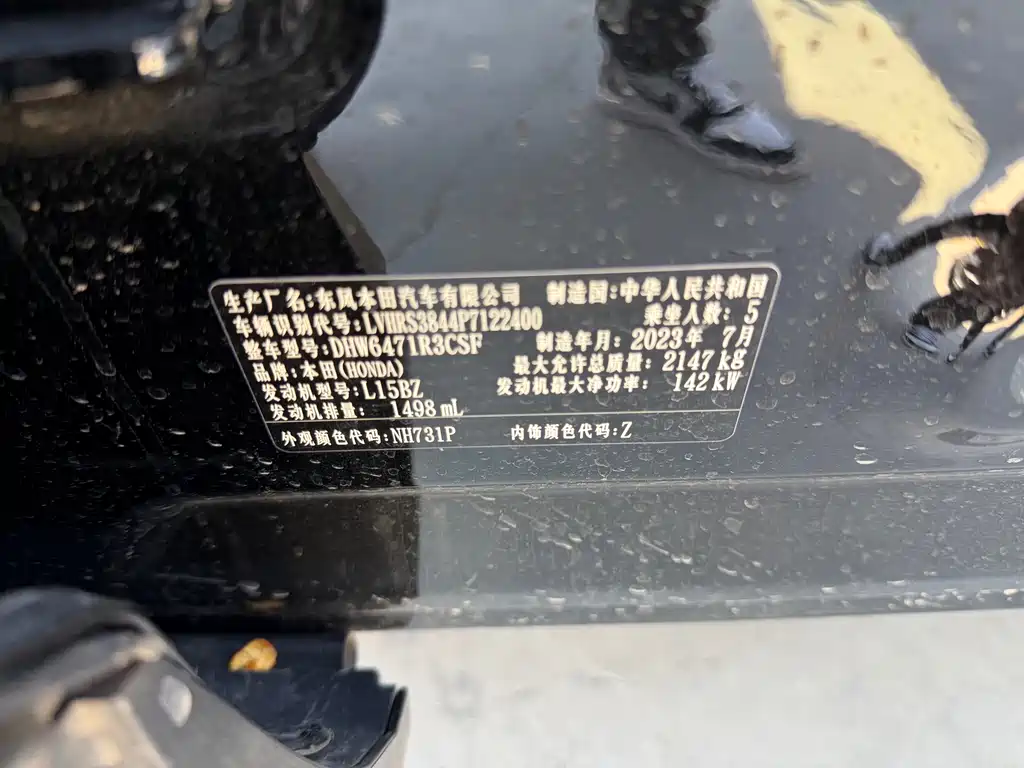 生产厂名:东风本田汽车有限公司 制造国:中华人民共和国
车辆识别代号:LVHRS3844P7122400 乘坐人数: 5
整车型号:DHW6471R3CSF 制造年月: 2023年 7月
品牌:本田(HONDA) 最大允许总质量: 2147 kg
发动机型号:L15BZ 发动机最大净功率: 142 kW
发动机排量: 1498 mL
外观颜色代码:NH731P 内饰颜色代码:Z